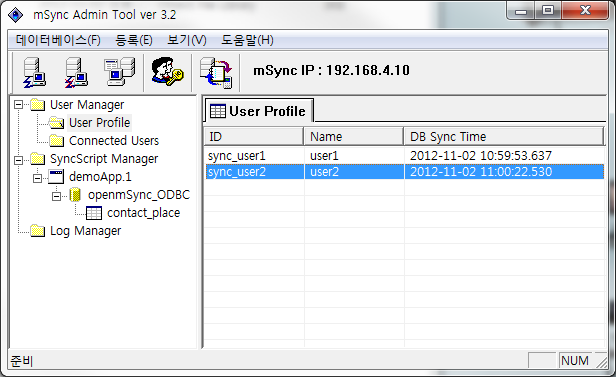 mSync Admin Tool ver 3.2
데이터베이스(F) 등록(E) 보기(V) 도움말(H)
mSync IP : 192.168.4.10
User Manager
User Profile
Connected Users
SyncScript Manager
demoApp.1
openmSync_ODBC
contact_place
Log Manager
User Profile
ID Name DB Sync Time
sync_user1 user1 2012-11-02 10:59:53.637
sync_user2 user2 2012-11-02 11:00:22.530
준비 NUM